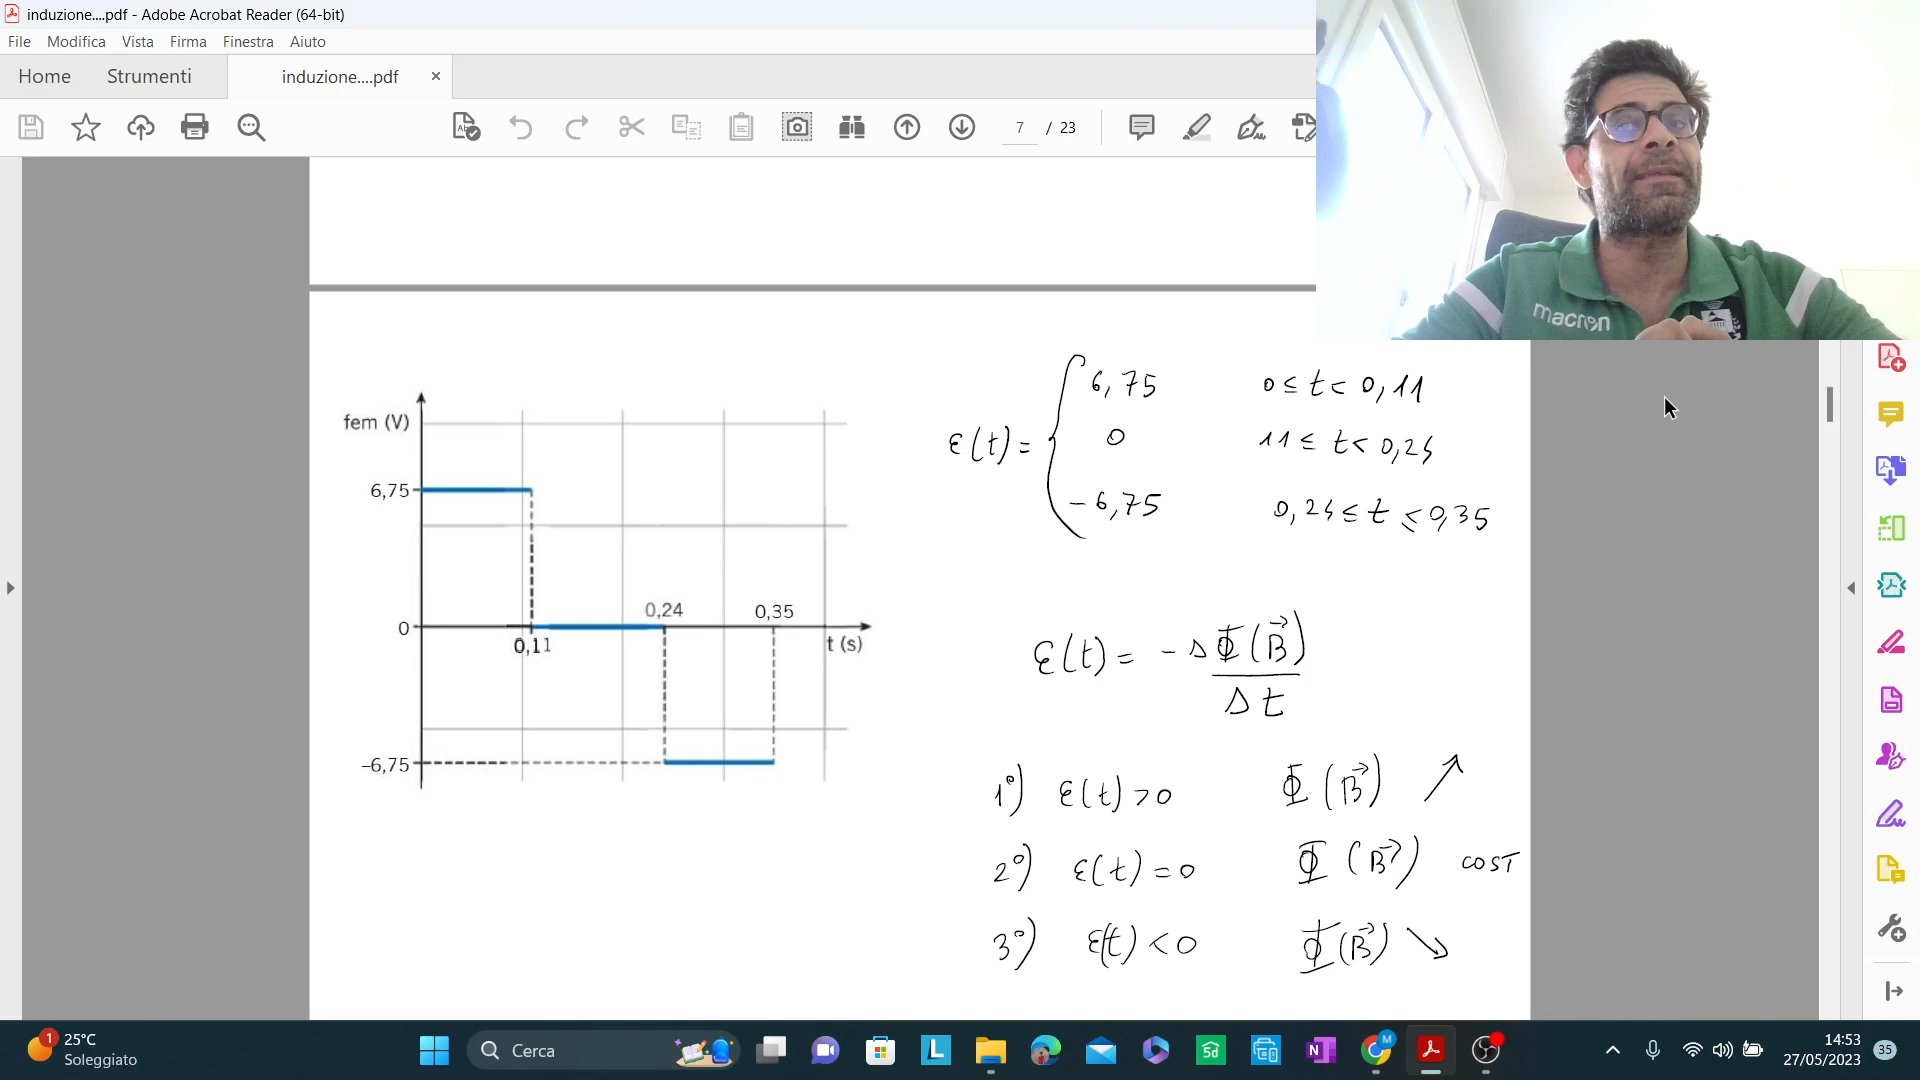 induzione....pdf - Adobe Acrobat Reader (64-bit)
File Modifica Vista Firma Finestra Aiuto
Home Strumenti induzione....pdf ×
7 / 23
macron
fem (V)
6,75
0
-6,75
0,11
0,24
0,35
t (s)
ε(t) = { 6,75 0 ≤ t < 0,11
0 11 ≤ t < 0,24
-6,75 0,24 ≤ t ≤ 0,35
ε(t) = -ΔΦ(B⃗)
Δt
1°) ε(t) > 0 Φ(B⃗) ↗
2°) ε(t) = 0 Φ(B⃗) COST
3°) ε(t) < 0 Φ(B⃗) ↘
1
25°C
Soleggiato
Cerca
L
Sd
N
M
14:53
27/05/2023
35